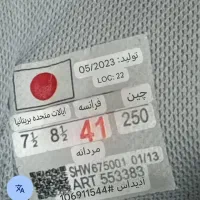 تولید: 05/2023
LOC: 22
چین فرانسه ایالات متحده بریتانیا
7½ 8½ 41 250
مردانه
SHW675001 01/13
ART 553383
آدیداس #106911544